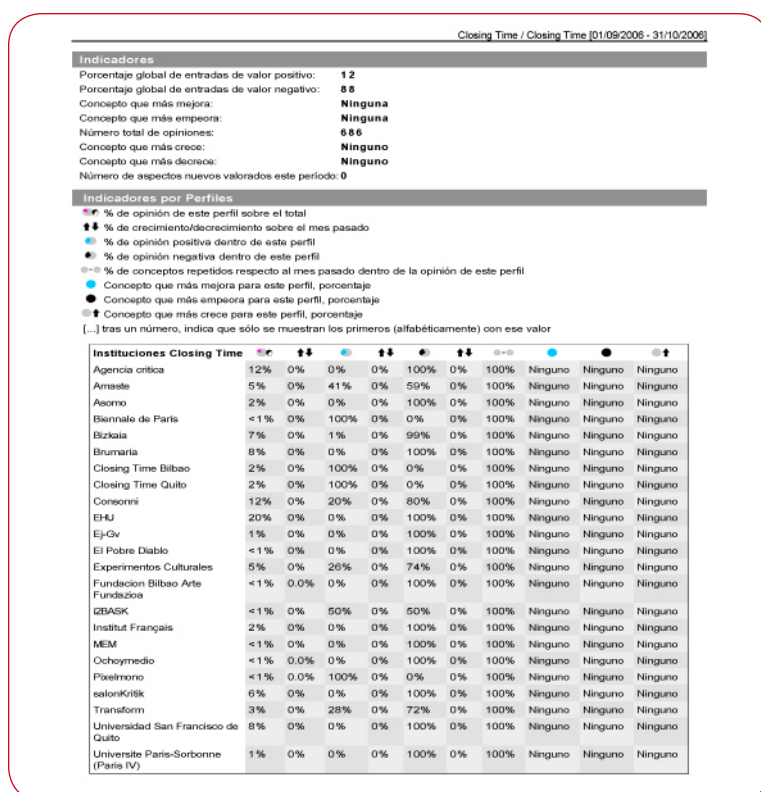 Closing Time / Closing Time [01/09/2006 - 31/10/2006]
Indicadores
Porcentaje global de entradas de valor positivo: 12
Porcentaje global de entradas de valor negativo: 88
Concepto que más mejora: Ninguna
Concepto que más empeora: Ninguna
Número total de opiniones: 686
Concepto que más crece: Ninguno
Concepto que más decrece: Ninguno
Número de aspectos nuevos valorados este período: 0
Indicadores por Perfiles
% de opinión de este perfil sobre el total
% de crecimiento/decrecimiento sobre el mes pasado
% de opinión positiva dentro de este perfil
% de opinión negativa dentro de este perfil
% de conceptos repetidos respecto al mes pasado dentro de la opinión de este perfil
Concepto que más mejora para este perfil, porcentaje
Concepto que más empeora para este perfil, porcentaje
Concepto que más crece para este perfil, porcentaje
[...] tras un número, indica que sólo se muestran los primeros (alfabéticamente) con ese valor
Instituciones Closing Time
Agencia critica 12% 0% 0% 0% 100% 0% 100% Ninguno Ninguno Ninguno
Amaste 5% 0% 41% 0% 59% 0% 100% Ninguno Ninguno Ninguno
Asomo 2% 0% 0% 0% 100% 0% 100% Ninguno Ninguno Ninguno
Biennale de Paris <1% 0% 100% 0% 0% 0% 100% Ninguno Ninguno Ninguno
Bizkaia 7% 0% 1% 0% 99% 0% 100% Ninguno Ninguno Ninguno
Brumaria 8% 0% 0% 0% 100% 0% 100% Ninguno Ninguno Ninguno
Closing Time Bilbao 2% 0% 100% 0% 0% 0% 100% Ninguno Ninguno Ninguno
Closing Time Quito 2% 0% 100% 0% 0% 0% 100% Ninguno Ninguno Ninguno
Consonni 12% 0% 20% 0% 80% 0% 100% Ninguno Ninguno Ninguno
EHU 20% 0% 0% 0% 100% 0% 100% Ninguno Ninguno Ninguno
Ej-Gv 1% 0% 0% 0% 100% 0% 100% Ninguno Ninguno Ninguno
El Pobre Diablo <1% 0% 0% 0% 100% 0% 100% Ninguno Ninguno Ninguno
Experimentos Culturales 5% 0% 26% 0% 74% 0% 100% Ninguno Ninguno Ninguno
Fundacion Bilbao Arte <1% 0.0% 0% 0% 100% 0% 100% Ninguno Ninguno Ninguno
Fundazioa
i2BASK <1% 0% 50% 0% 50% 0% 100% Ninguno Ninguno Ninguno
Institut Français 2% 0% 0% 0% 100% 0% 100% Ninguno Ninguno Ninguno
MEM <1% 0% 0% 0% 100% 0% 100% Ninguno Ninguno Ninguno
Ochoymedio <1% 0.0% 0% 0% 100% 0% 100% Ninguno Ninguno Ninguno
Pixelmono <1% 0.0% 100% 0% 0% 0% 100% Ninguno Ninguno Ninguno
salonKritik 6% 0% 0% 0% 100% 0% 100% Ninguno Ninguno Ninguno
Transform 3% 0% 28% 0% 72% 0% 100% Ninguno Ninguno Ninguno
Universidad San Francisco de 8% 0% 0% 0% 100% 0% 100% Ninguno Ninguno Ninguno
Quito
Universite Paris-Sorbonne 1% 0% 0% 0% 100% 0% 100% Ninguno Ninguno Ninguno
(Paris IV)